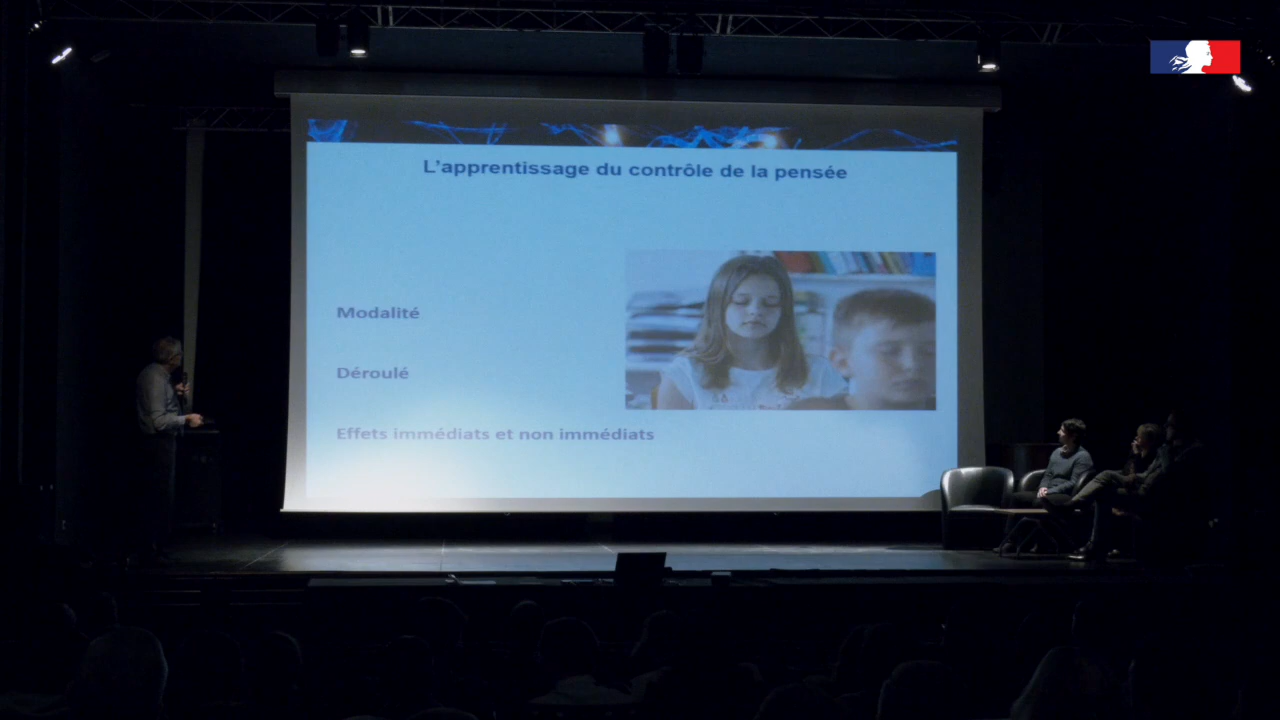 L'apprentissage du contrôle de la pensée
Modalité
Déroulé
Effets immédiats et non immédiats